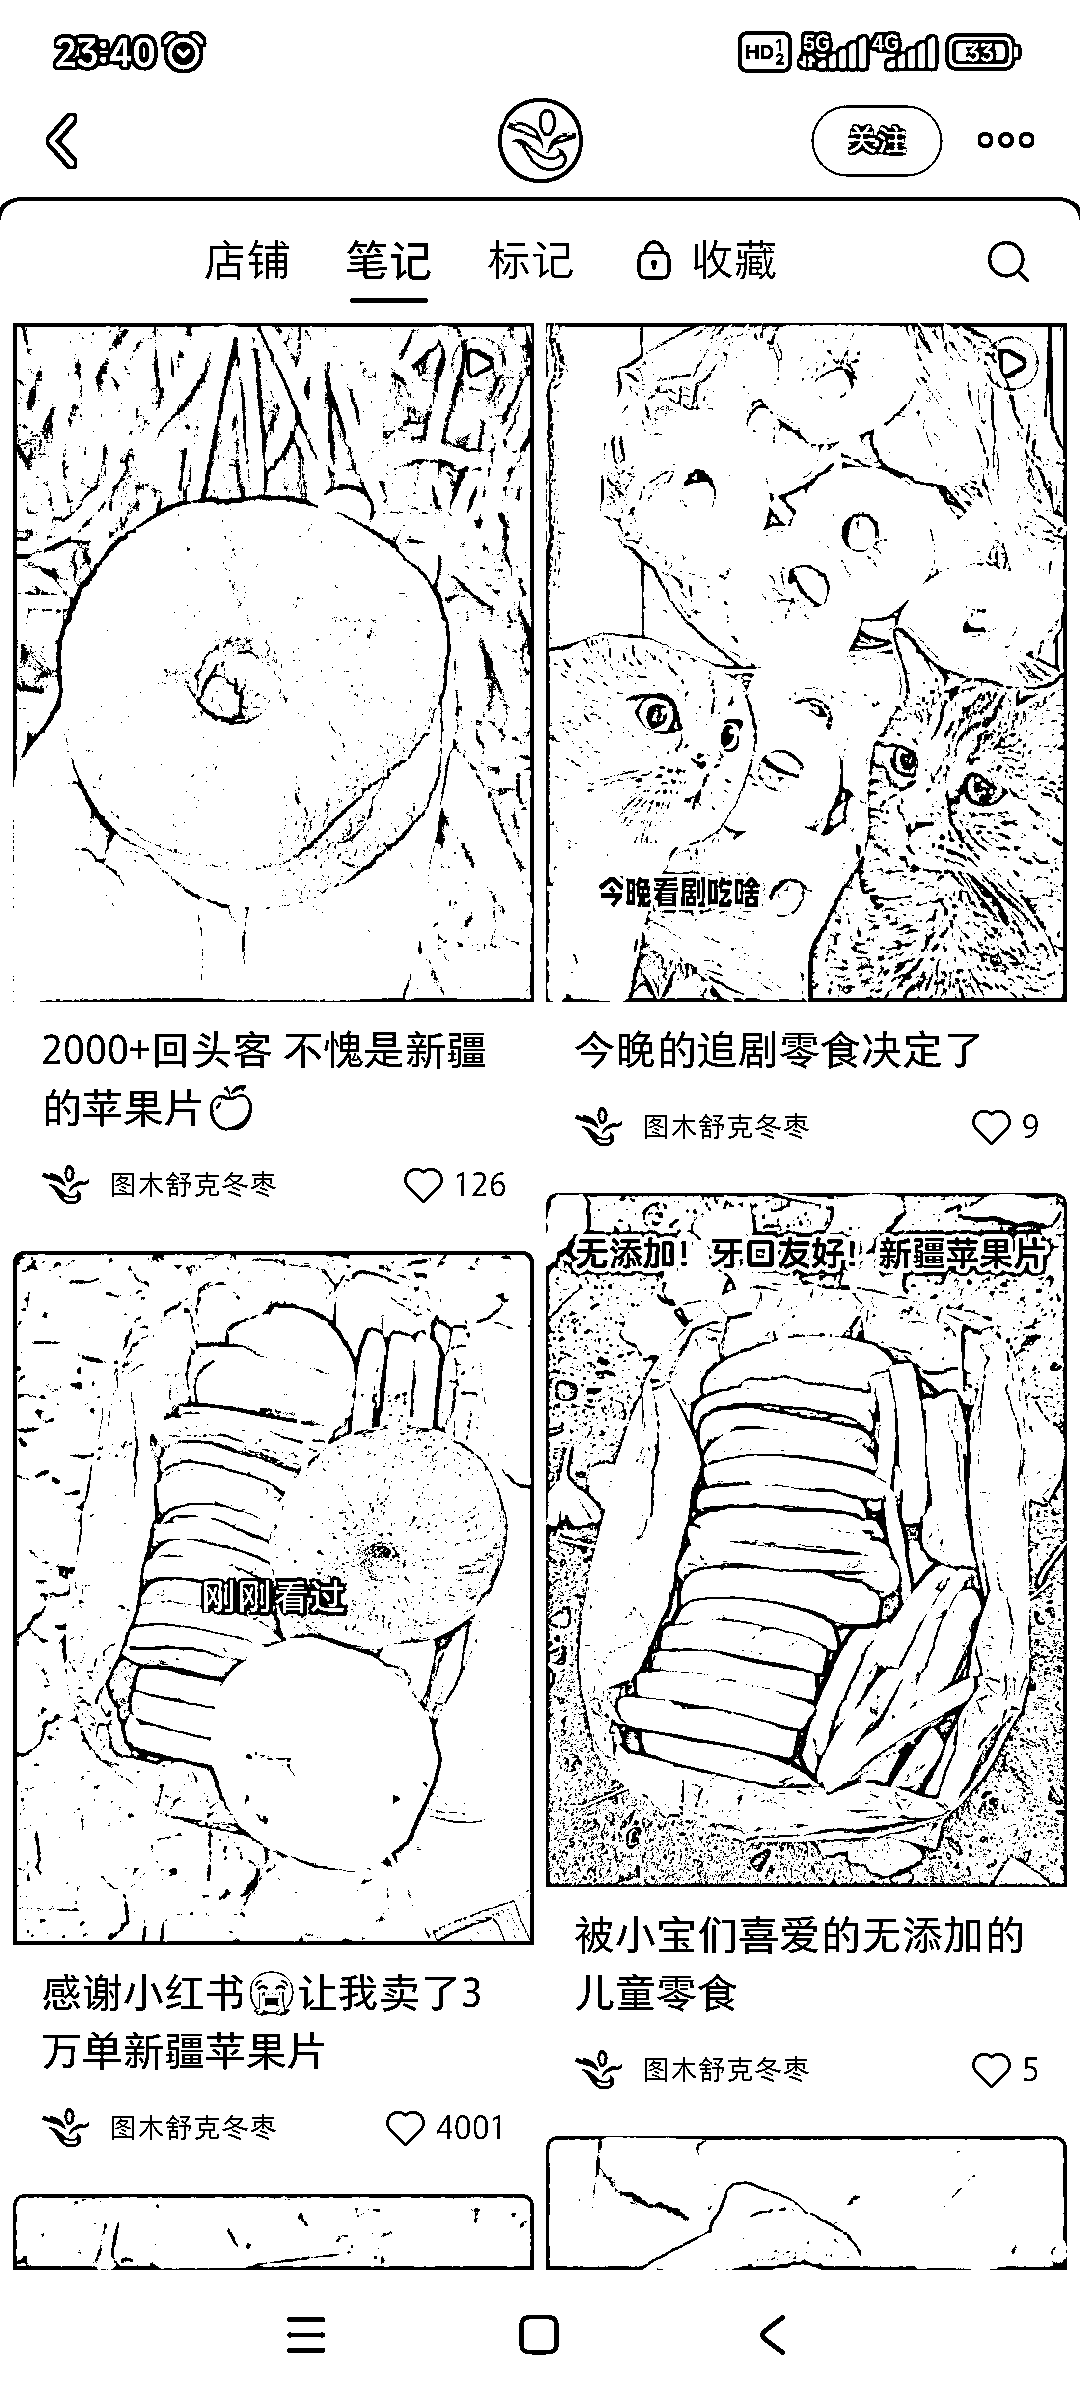 23:40
HD 1 2 5G 4G 33
关注
店铺 笔记 标记 收藏
今晚看剧吃啥
2000+回头客 不愧是新疆
的苹果片
图木舒克冬枣 126
今晚的追剧零食决定了
图木舒克冬枣 9
无添加！牙口友好！新疆苹果片
刚刚看过
感谢小红书让我卖了3
万单新疆苹果片
图木舒克冬枣 4001
被小宝们喜爱的无添加的
儿童零食
图木舒克冬枣 5